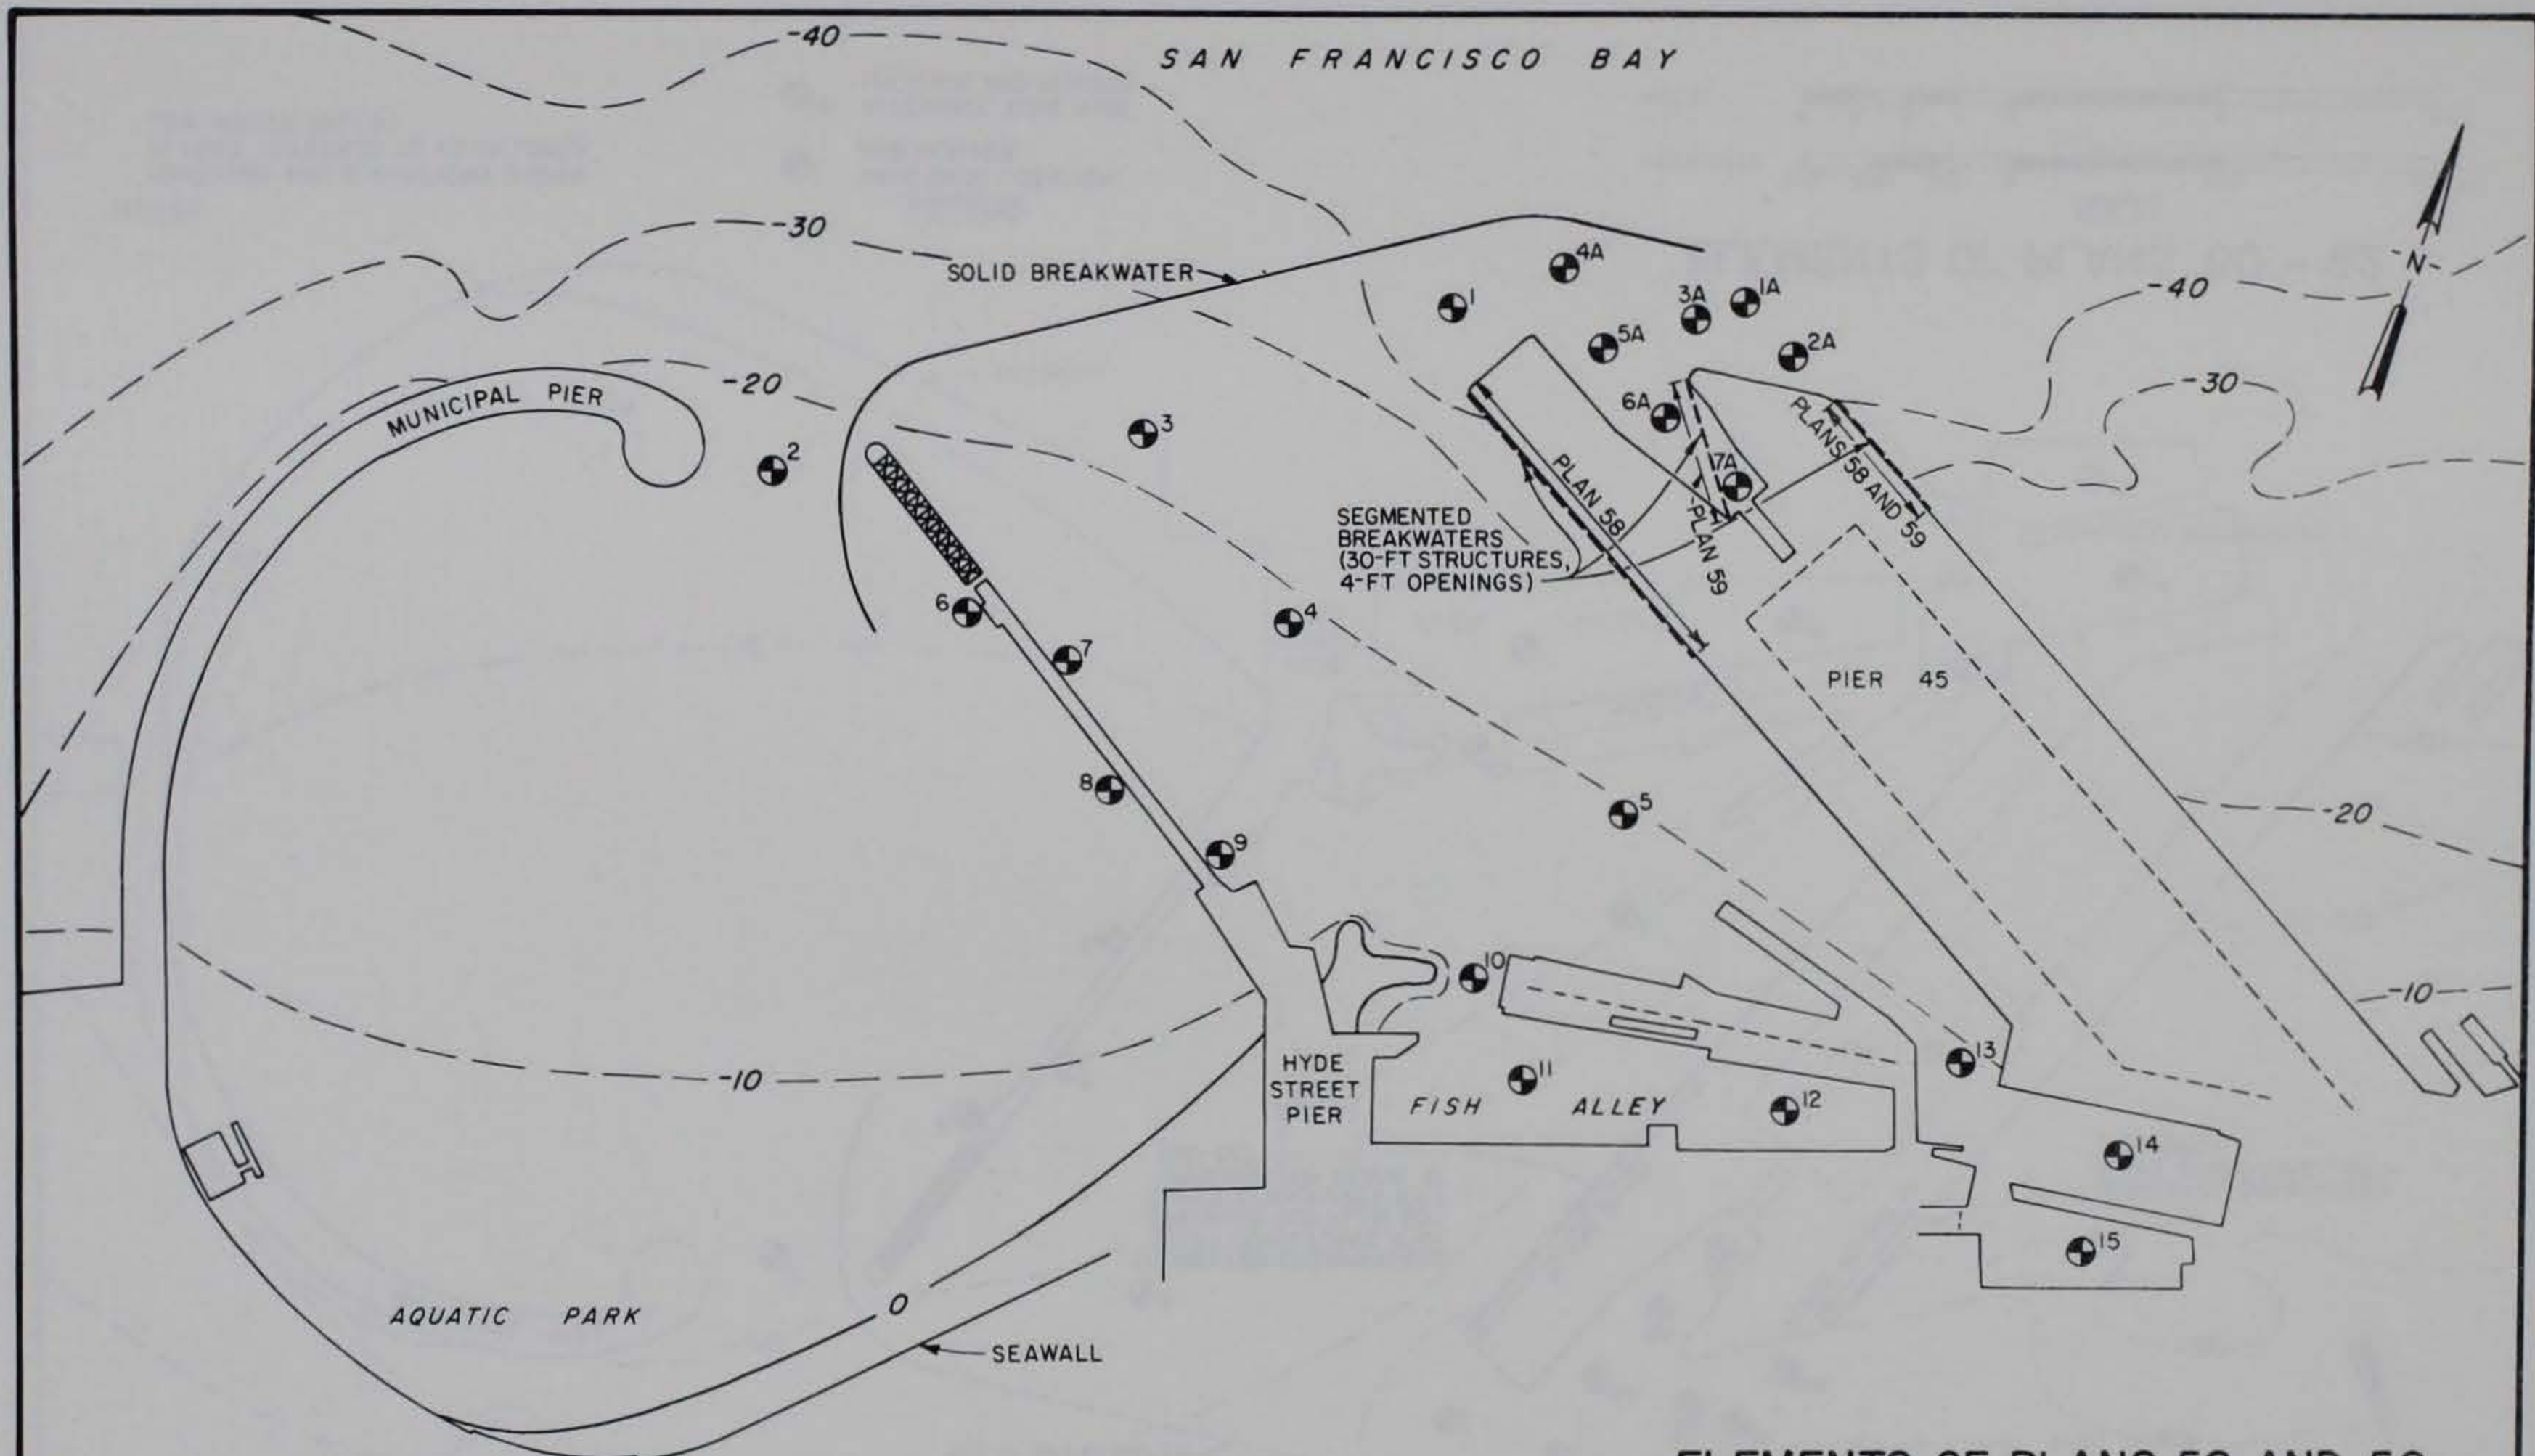 -40
SAN FRANCISCO BAY
-30
SOLID BREAKWATER
4A
1
3A
1A
5A
2A
-N-
-40
-30
MUNICIPAL PIER
-20
2
3
6A
7A
PLAN 58
PLAN 59
PLANS 58 AND 59
SEGMENTED
BREAKWATERS
(30-FT STRUCTURES,
4-FT OPENINGS)
6
7
4
PIER 45
8
5
9
-20
10
-10
13
HYDE
STREET
PIER
11
FISH ALLEY
12
-10
14
15
AQUATIC PARK
0
SEAWALL